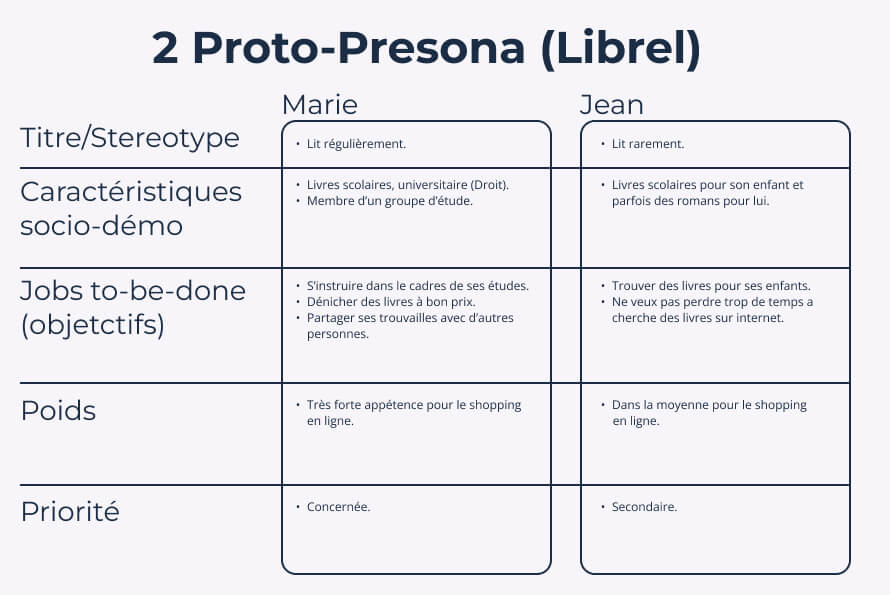 2 Proto-Presona (Librel)
Marie
Jean
Titre/Stereotype
• Lit régulièrement.
• Lit rarement.
Caractéristiques
socio-démo
• Livres scolaires, universitaire (Droit).
• Membre d'un groupe d'étude.
• Livres scolaires pour son enfant et
parfois des romans pour lui.
Jobs to-be-done
(objetctifs)
• S'instruire dans le cadres de ses études.
• Dénicher des livres à bon prix.
• Partager ses trouvailles avec d'autres
personnes.
• Trouver des livres pour ses enfants.
• Ne veux pas perdre trop de temps a
cherche des livres sur internet.
Poids
• Très forte appétence pour le shopping
en ligne.
• Dans la moyenne pour le shopping
en ligne.
Priorité
• Concernée.
• Secondaire.